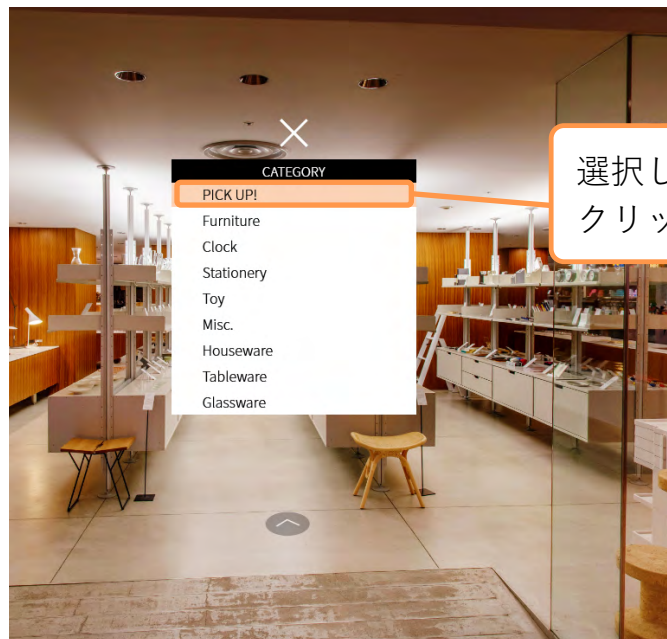 CATEGORY
PICK UP!
Furniture
Clock
Stationery
Toy
Misc.
Houseware
Tableware
Glassware
選択し
クリッ